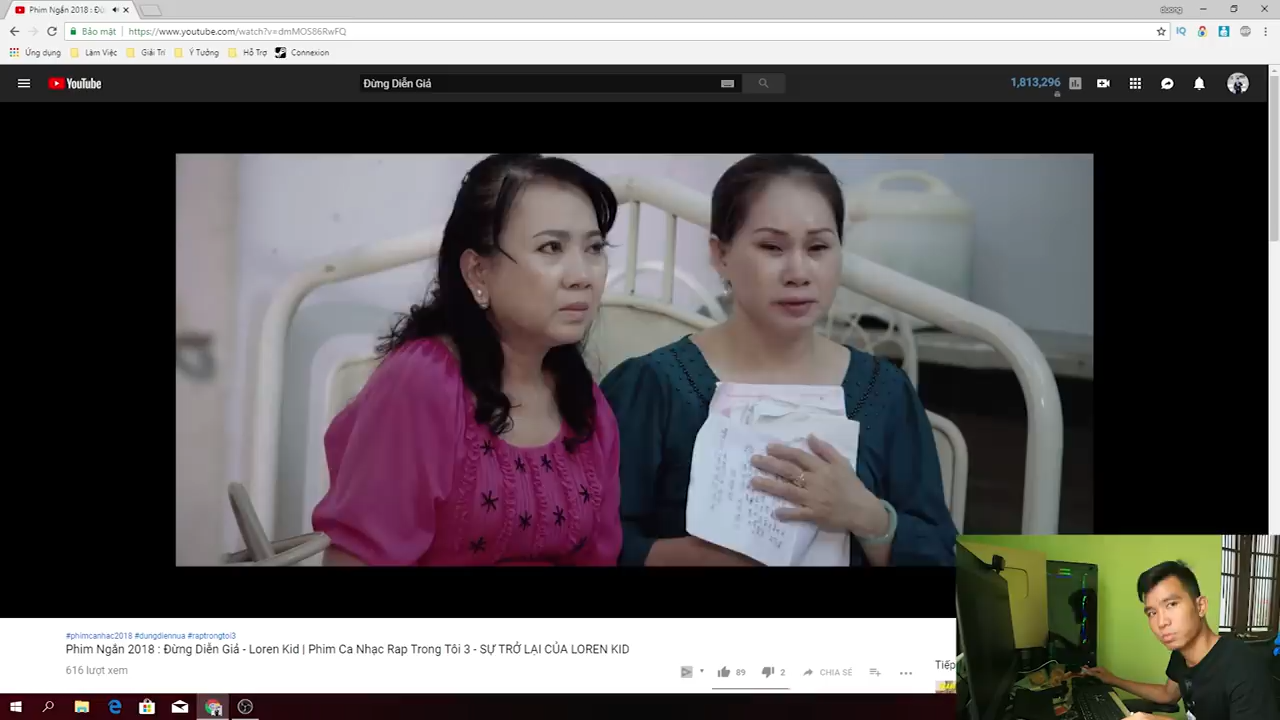 Phim Ngắn 2018 : Đừ
duong
Bảo mật
https://www.youtube.com/watch?v=dmMOS86RwFQ
Ứng dụng
Làm Việc
Giải Trí
Ý Tưởng
Hỗ Trợ
Connexion
YouTube
Đừng Diễn Giả
1,813,296
#phimcanhac2018 #dungdiennua #raptrongtoi3
Phim Ngắn 2018 : Đừng Diễn Giả - Loren Kid | Phim Ca Nhạc Rap Trong Tôi 3 - SỰ TRỞ LẠI CỦA LOREN KID
616 lượt xem
89
2
CHIA SẺ
Tiếp